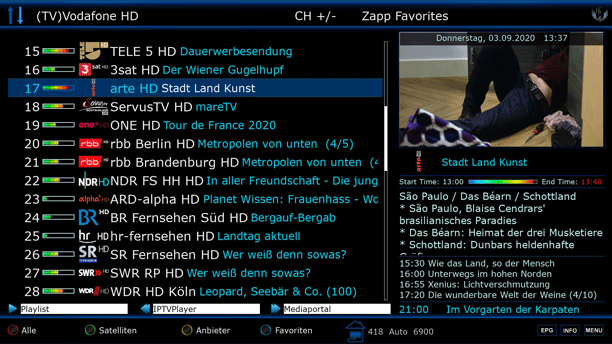 (TV)Vodafone HD CH +/- Zapp Favorites
Donnerstag, 03.09.2020 13:37
15 TELE 5 HD Dauerwerbesendung
16 3sat HD Der Wiener Gugelhupf
17 arte HD Stadt Land Kunst
18 ServusTV HD mareTV
19 ONE HD Tour de France 2020
20 rbb Berlin HD Metropolen von unten (4/5)
21 rbb Brandenburg HD Metropolen von unten (4
22 NDR FS HH HD In aller Freundschaft - Die jung
23 ARD-alpha HD Planet Wissen: Frauenhass - Wo
24 BR Fernsehen Süd HD Bergauf-Bergab
25 hr-fernsehen HD Landtag aktuell
26 SR Fernsehen HD Wer weiß denn sowas?
27 SWR RP HD Wer weiß denn sowas?
28 WDR HD Köln Leopard, Seebär & Co. (100)
arte Stadt Land Kunst
Start Time: 13:00 End Time: 13:40
São Paulo / Das Béarn / Schottland
* São Paulo, Blaise Cendrars'
brasilianisches Paradies
* Das Béarn: Heimat der drei Musketiere
* Schottland: Dunbars heldenhafte
15:30 Wie das Land, so der Mensch
16:00 Unterwegs im hohen Norden
16:55 Xenius: Lichtverschmutzung
17:20 Die wunderbare Welt der Weine (4/10)
21:00 Im Vorgarten der Karpaten
Playlist IPTVPlayer Mediaportal
Alle Satelliten Anbieter Favoriten 418 Auto 6900 EPG INFO MENU